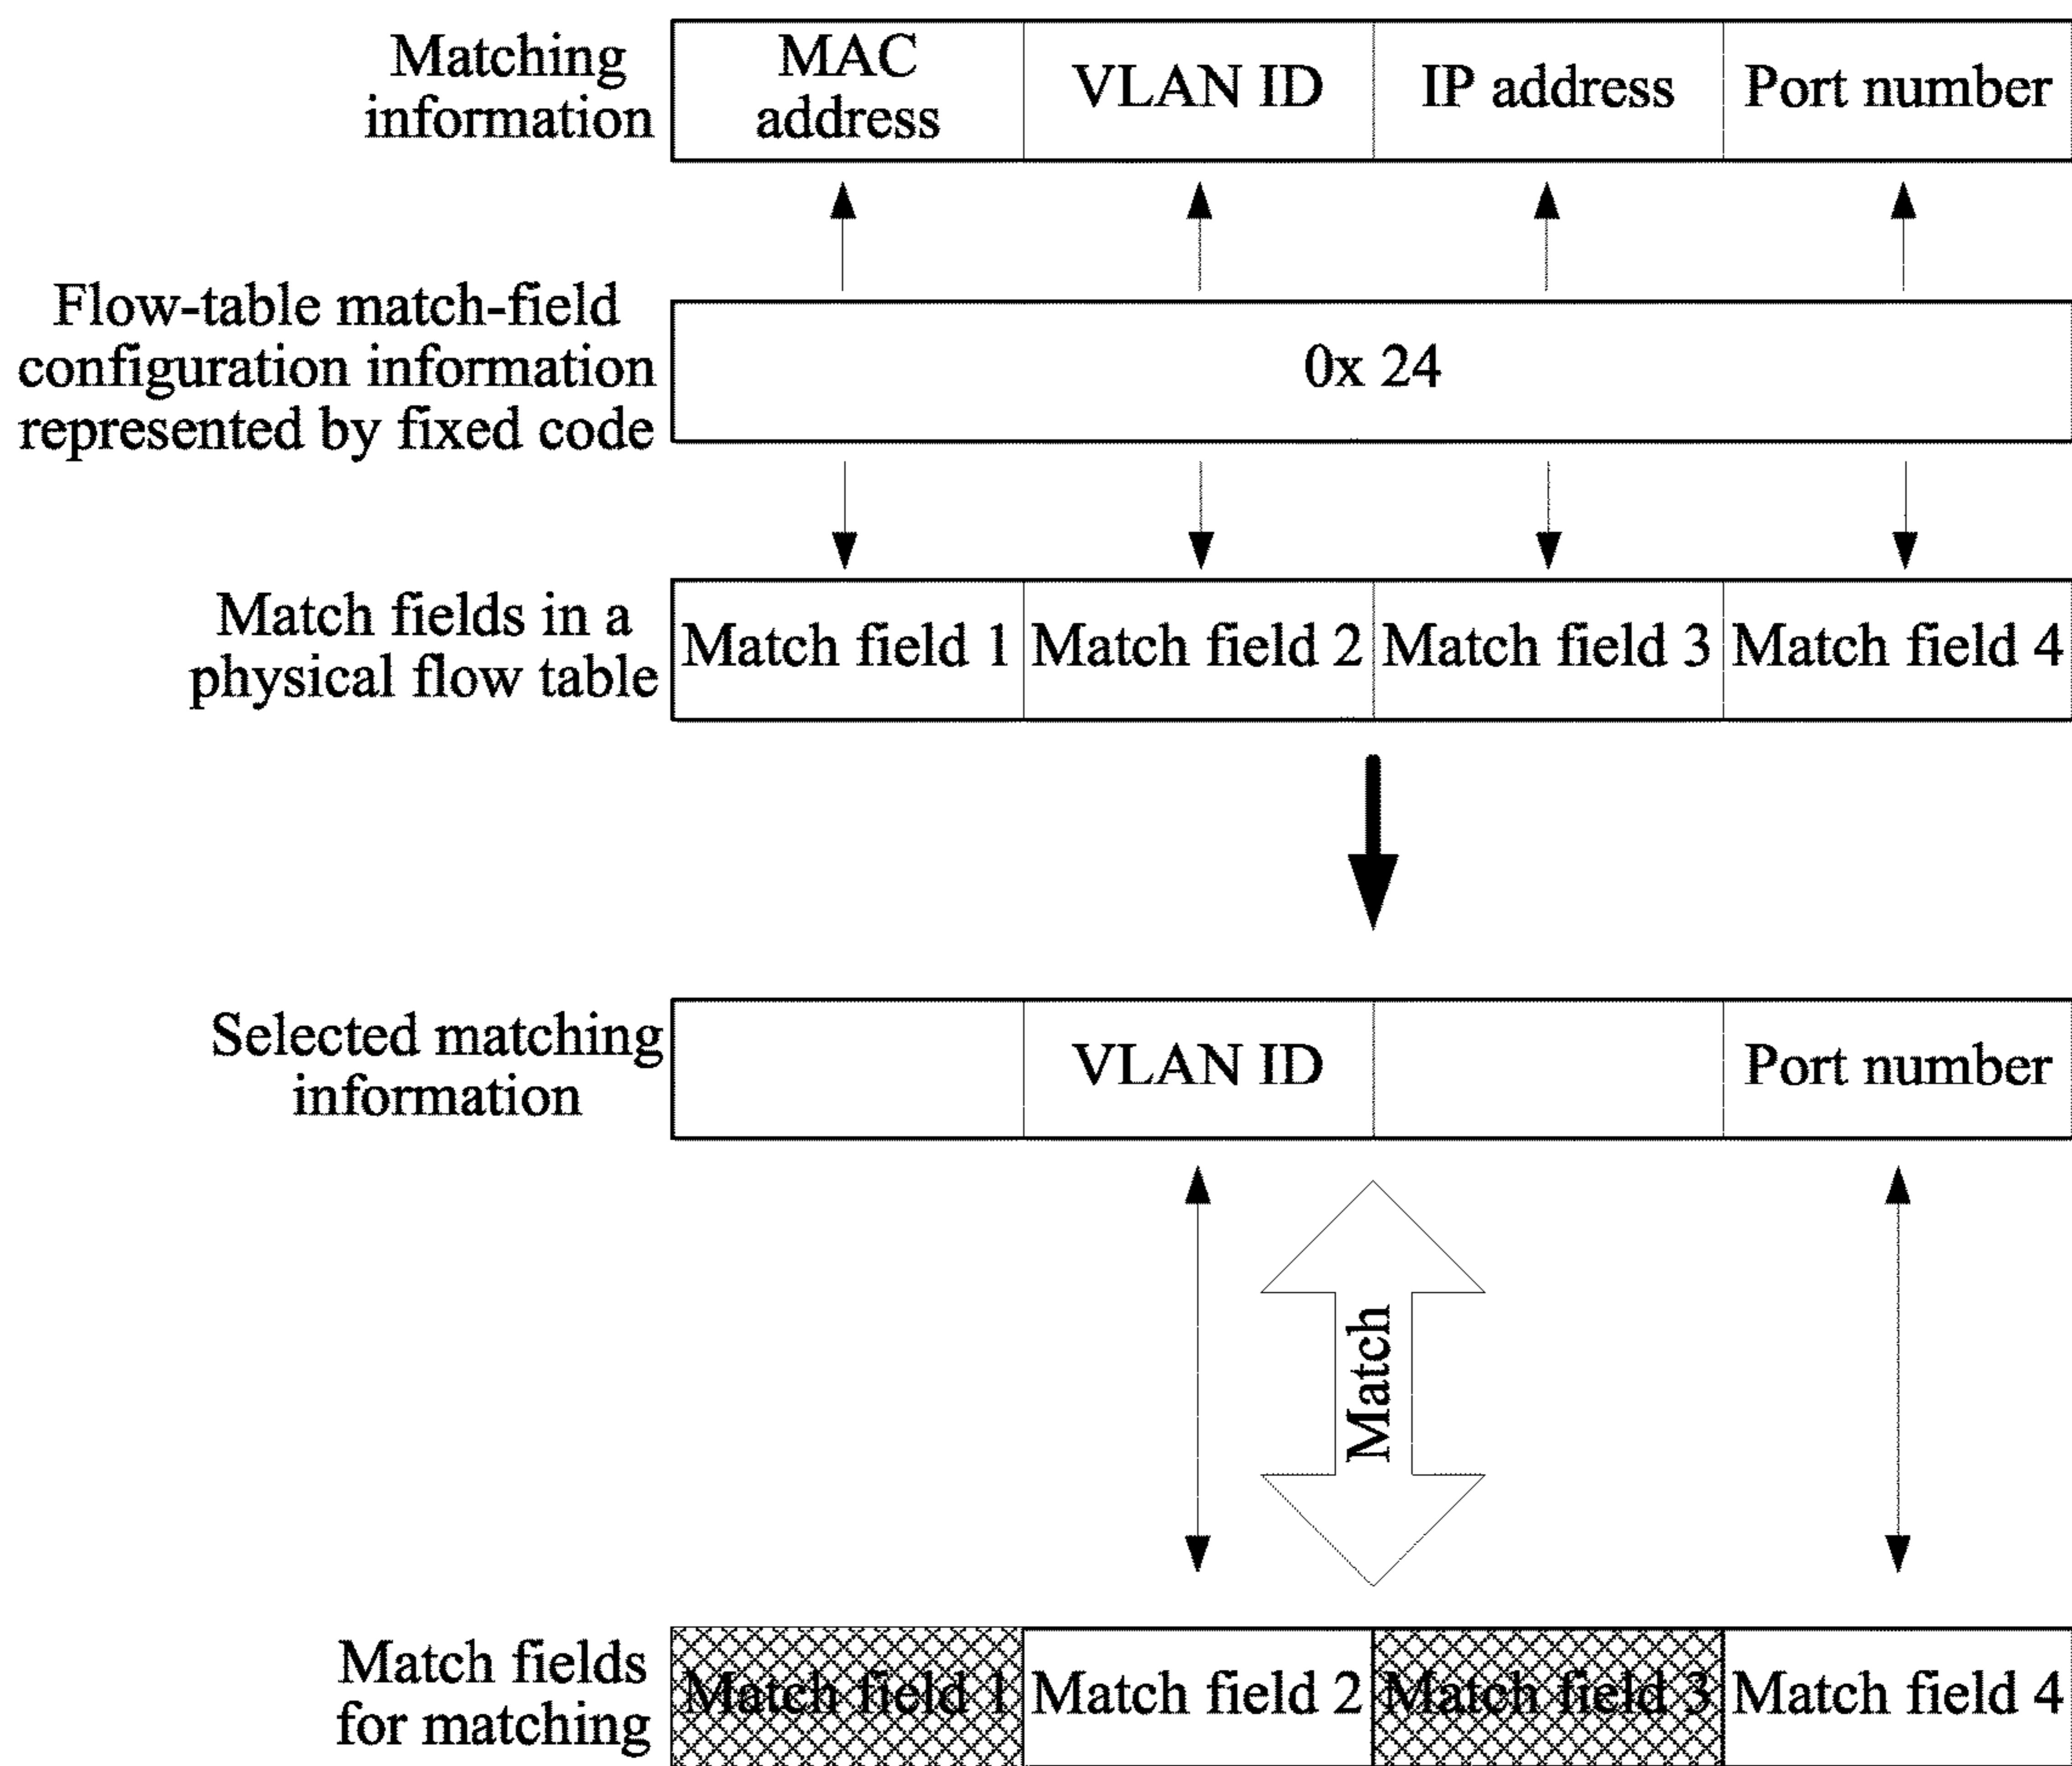 Matching
information
MAC
address
VLAN ID
IP address
Port number
Flow-table match-field
configuration information
represented by fixed code
0x 24
Match fields in a
physical flow table
Match field 1
Match field 2
Match field 3
Match field 4
Selected matching
information
VLAN ID
Port number
Match
Match fields
for matching
Match field 1
Match field 2
Match field 3
Match field 4